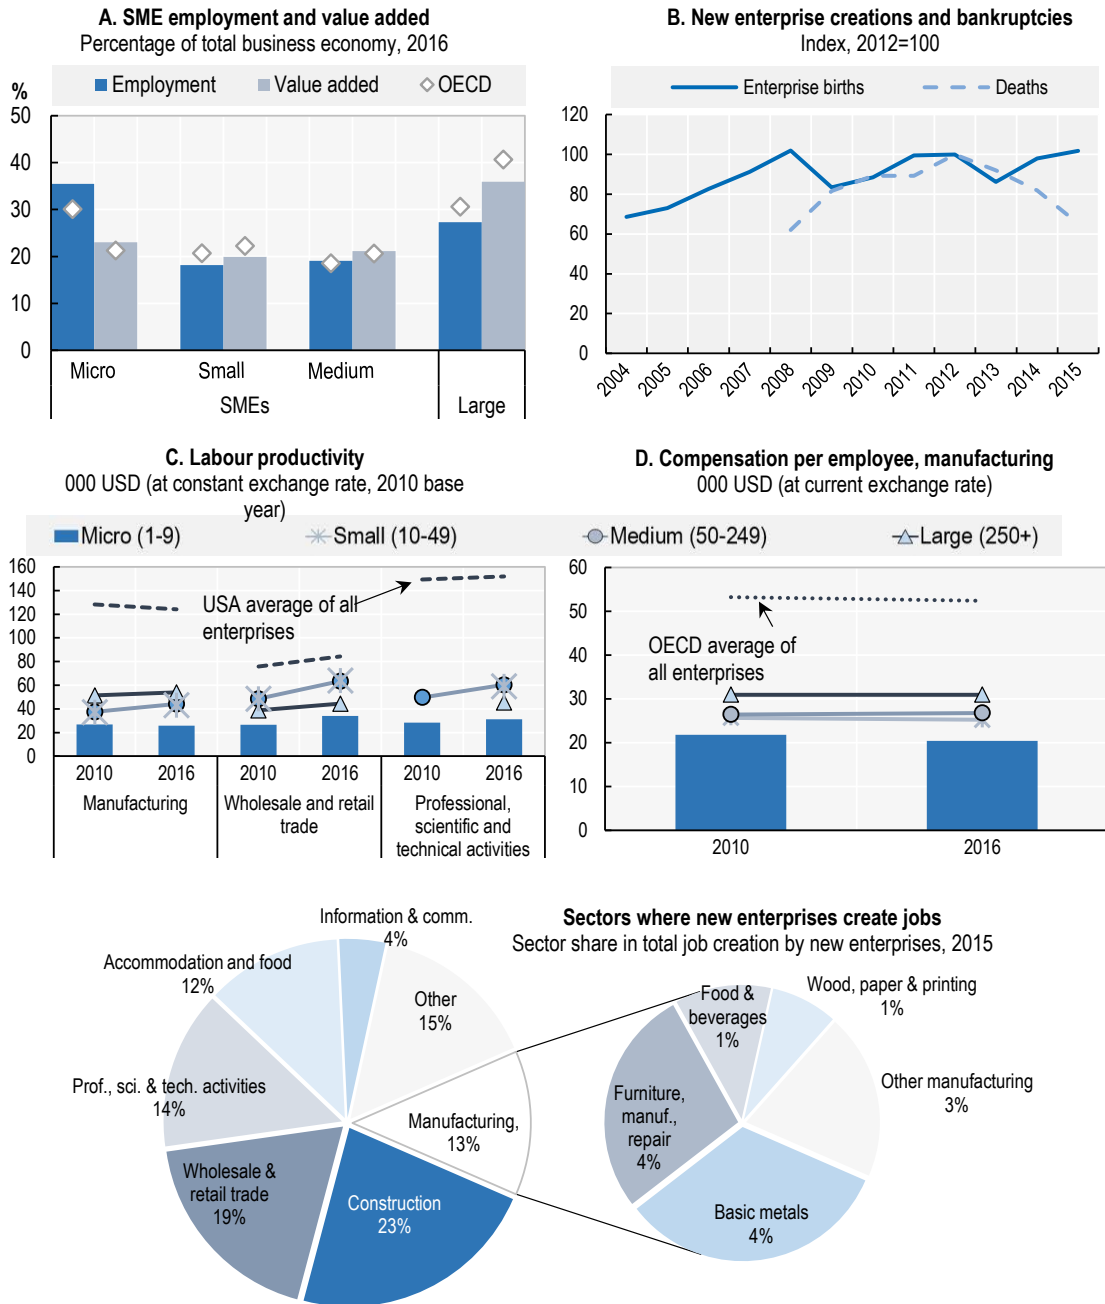 A. SME employment and value added
Percentage of total business economy, 2016
%
Employment
Value added
OECD
50
40
30
20
10
0
Micro
Small
Medium
SMEs
Large
B. New enterprise creations and bankruptcies
Index, 2012=100
Enterprise births
Deaths
120
100
80
60
40
20
0
2004
2005
2006
2007
2008
2009
2010
2011
2012
2013
2014
2015
C. Labour productivity
000 USD (at constant exchange rate, 2010 base
year)
D. Compensation per employee, manufacturing
000 USD (at current exchange rate)
Micro (1-9)
Small (10-49)
Medium (50-249)
Large (250+)
160
140
120
100
80
60
40
20
0
USA average of all
enterprises
2010
2016
2010
2016
2010
2016
Manufacturing
Wholesale and retail
trade
Professional,
scientific and
technical activities
60
50
40
30
20
10
0
OECD average of
all enterprises
2010
2016
Sectors where new enterprises create jobs
Sector share in total job creation by new enterprises, 2015
Information & comm.
4%
Accommodation and food
12%
Other
15%
Prof., sci. & tech. activities
14%
Manufacturing,
13%
Wholesale &
retail trade
19%
Construction
23%
Food &
beverages
1%
Wood, paper & printing
1%
Other manufacturing
3%
Furniture,
manuf.,
repair
4%
Basic metals
4%